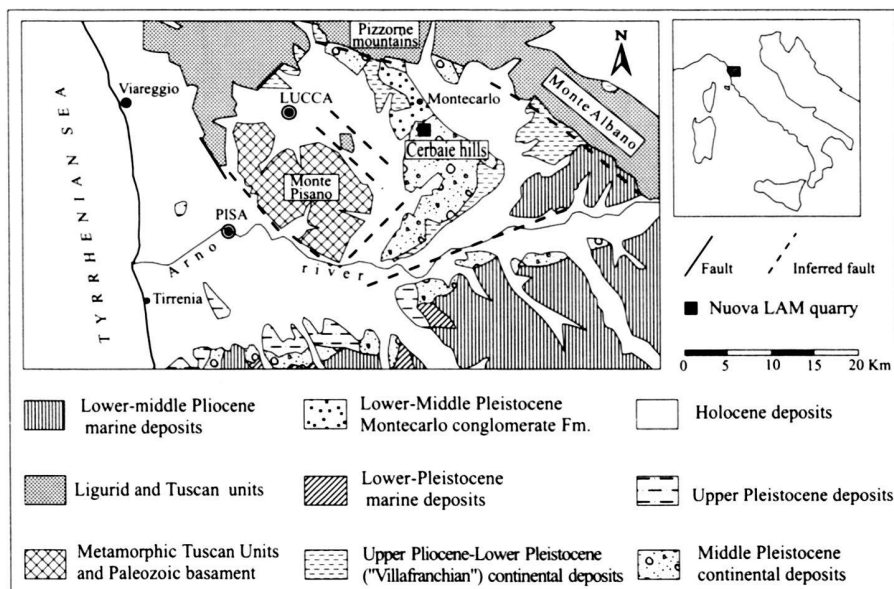 Pizzorne
mountains
N
Viareggio
LUCCA
Montecarlo
Monte Albano
Cerbaie hills
Monte
Pisano
PISA
TYRRHENIAN SEA
Arno river
Tirrenia
Fault
Inferred fault
Nuova LAM quarry
0 5 10 15 20 Km
Lower-middle Pliocene
marine deposits
Lower-Middle Pleistocene
Montecarlo conglomerate Fm.
Holocene deposits
Ligurid and Tuscan units
Lower-Pleistocene
marine deposits
Upper Pleistocene deposits
Metamorphic Tuscan Units
and Paleozoic basament
Upper Pliocene-Lower Pleistocene
("Villafranchian") continental deposits
Middle Pleistocene
continental deposits